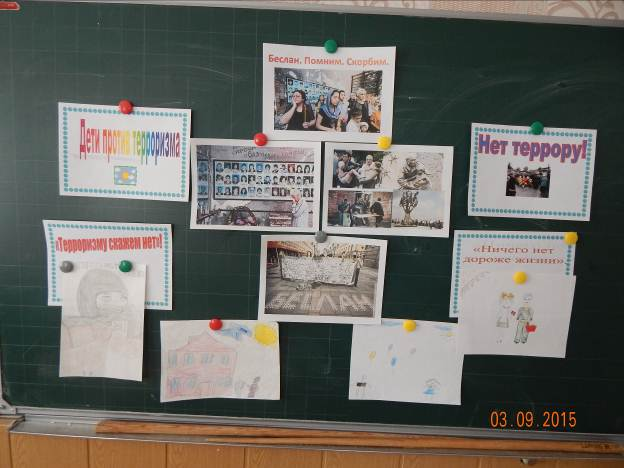 Беслан. Помним. Скорбим.
Дети против терроризма
Нет террору!
«Терроризму скажем нет»!
«Ничего нет
дороже жизни»
БЕСЛАН
03.09.2015